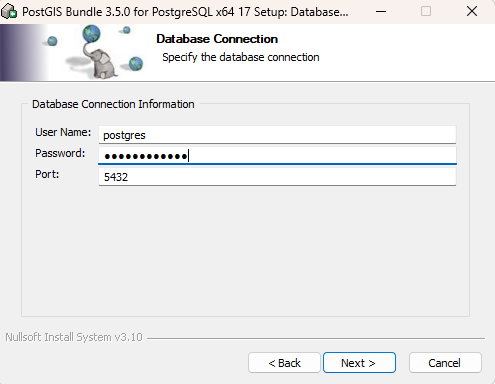 PostGIS Bundle 3.5.0 for PostgreSQL x64 17 Setup: Database...
Database Connection
Specify the database connection
Database Connection Information
User Name: postgres
Password: ●●●●●●●●●●●●
Port: 5432
Nullsoft Install System v3.10
< Back Next > Cancel